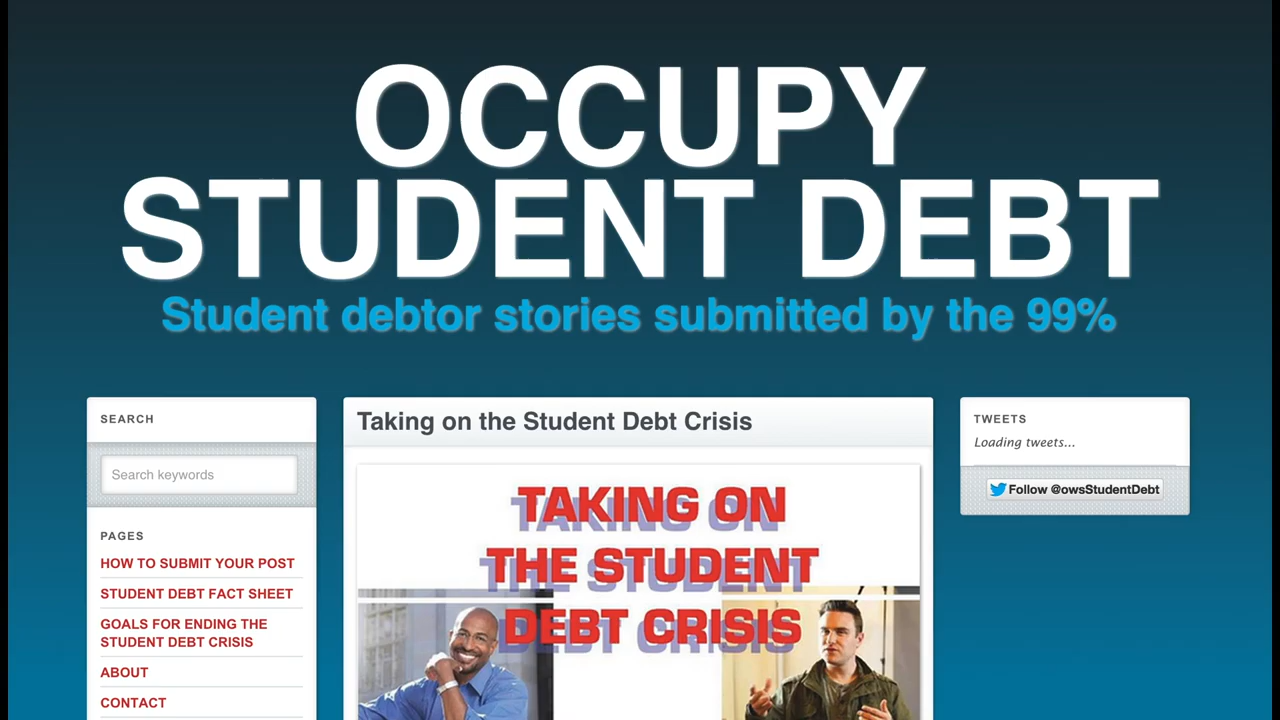 OCCUPY
STUDENT DEBT
Student debtor stories submitted by the 99%
SEARCH
Search keywords
PAGES
HOW TO SUBMIT YOUR POST
STUDENT DEBT FACT SHEET
GOALS FOR ENDING THE
STUDENT DEBT CRISIS
ABOUT
CONTACT
Taking on the Student Debt Crisis
TAKING ON
THE STUDENT
DEBT CRISIS
TWEETS
Loading tweets...
Follow @owsStudentDebt